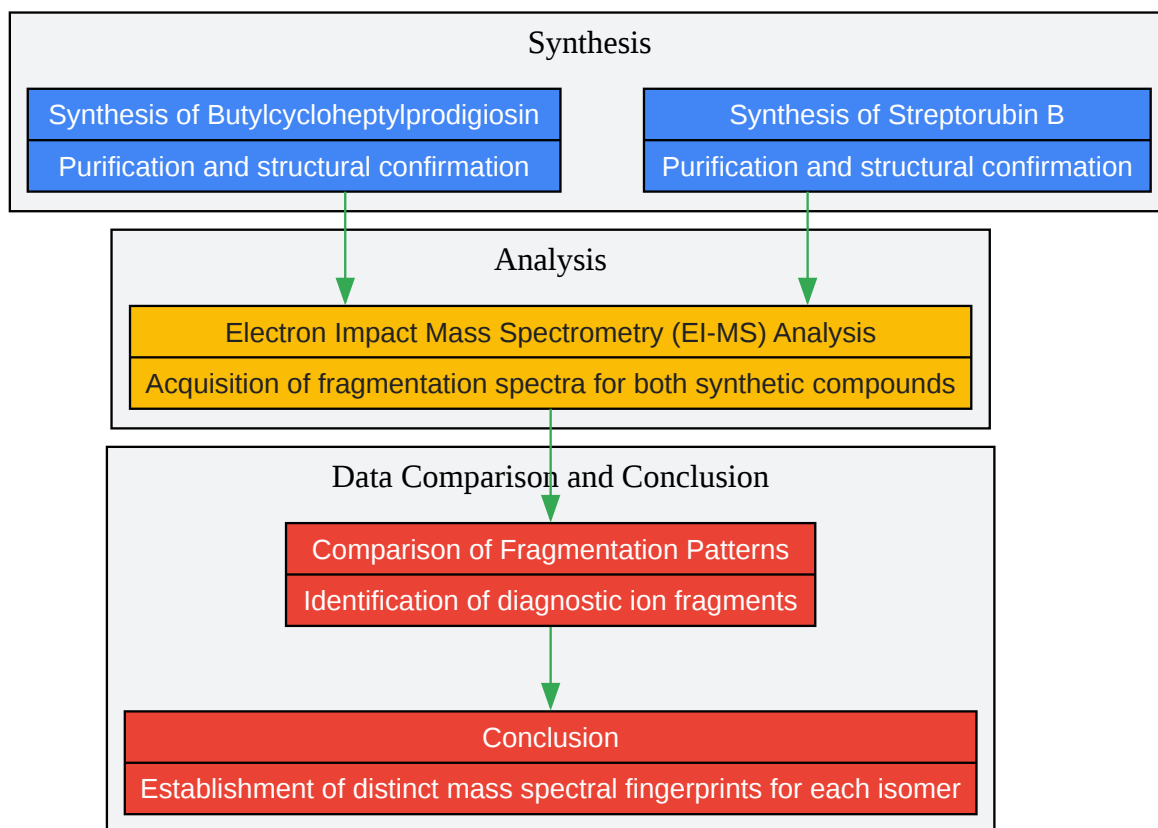 Synthesis
Synthesis of Butylcycloheptylprodigiosin
Purification and structural confirmation
Synthesis of Streptorubin B
Purification and structural confirmation
Analysis
Electron Impact Mass Spectrometry (EI-MS) Analysis
Acquisition of fragmentation spectra for both synthetic compounds
Data Comparison and Conclusion
Comparison of Fragmentation Patterns
Identification of diagnostic ion fragments
Conclusion
Establishment of distinct mass spectral fingerprints for each isomer